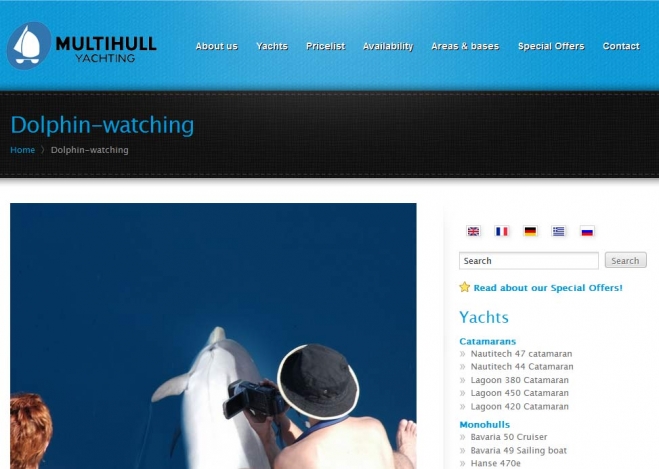 MULTIHULL
YACHTING
About us Yachts Pricelist Availability Areas & bases Special Offers Contact
Dolphin-watching
Home 〉 Dolphin-watching
Search Search
Read about our Special Offers!
Yachts
Catamarans
» Nautitech 47 catamaran
» Nautitech 44 Catamaran
» Lagoon 380 Catamaran
» Lagoon 450 Catamaran
» Lagoon 420 Catamaran
Monohulls
» Bavaria 50 Cruiser
» Bavaria 49 Sailing boat
» Hanse 470e